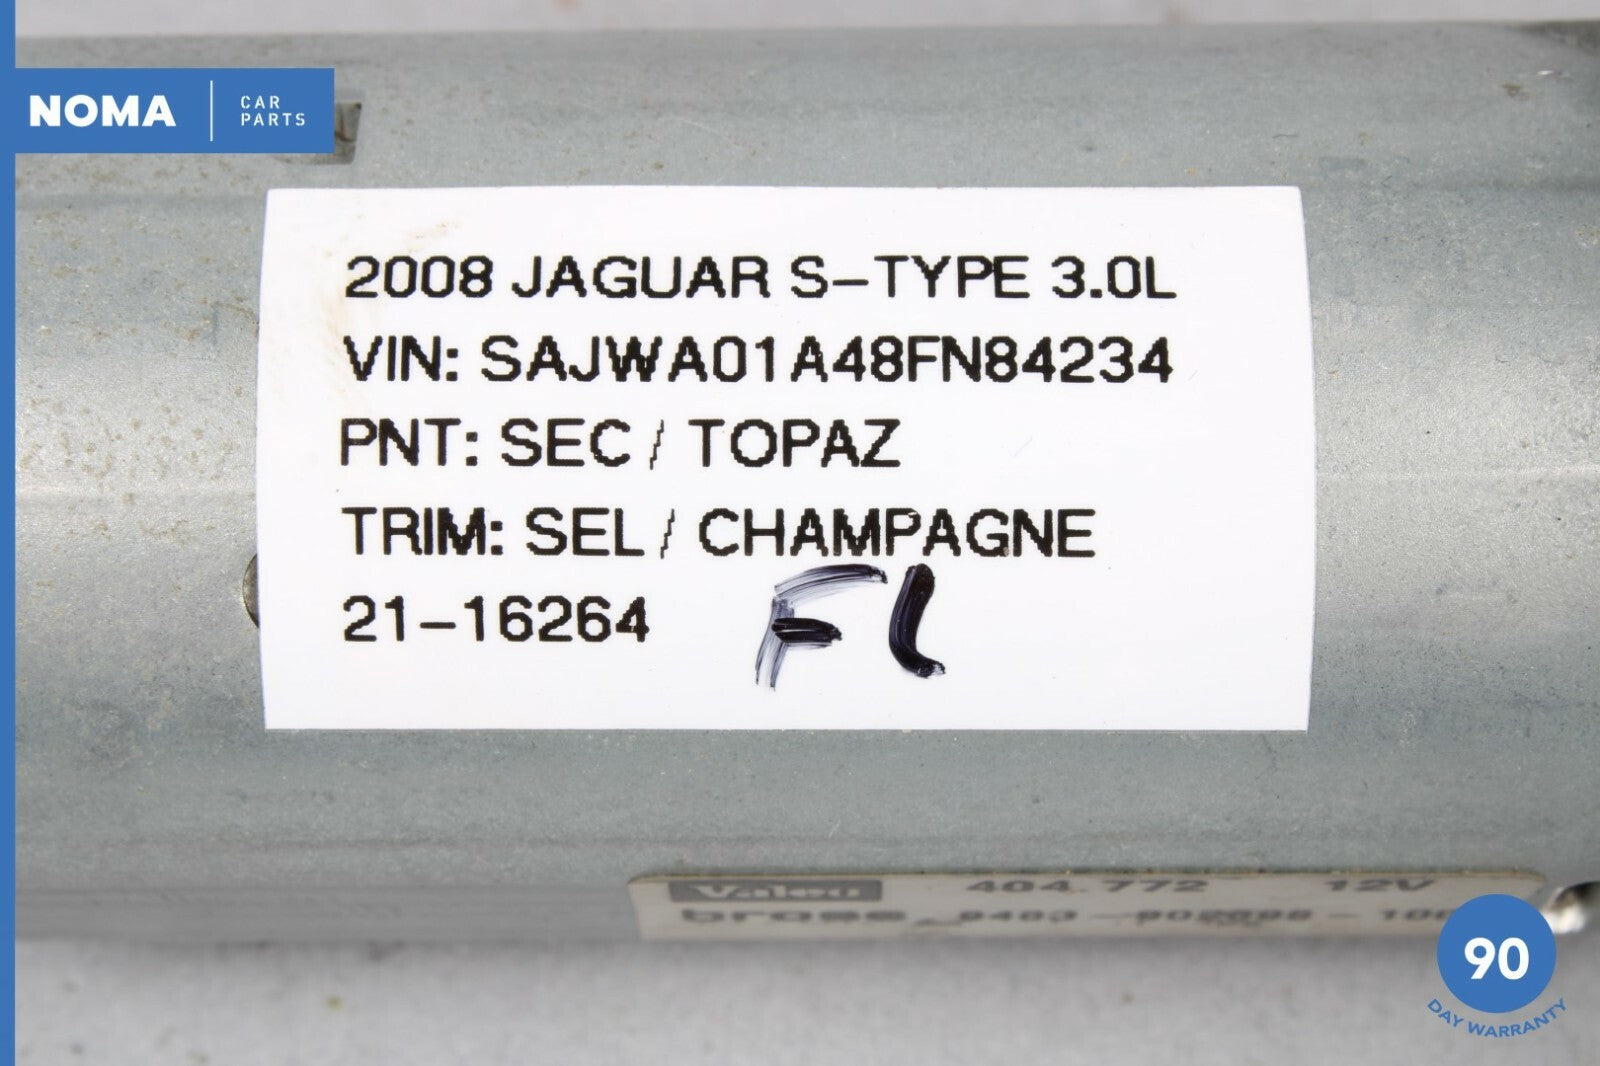 NOMA
CAR
PARTS
2008 JAGUAR S-TYPE 3.0L
VIN: SAJWA01A48FN84234
PNT: SEC / TOPAZ
TRIM: SEL / CHAMPAGNE
21-16264 FL
Valeo 404.772 12V
90
DAY WARRANTY